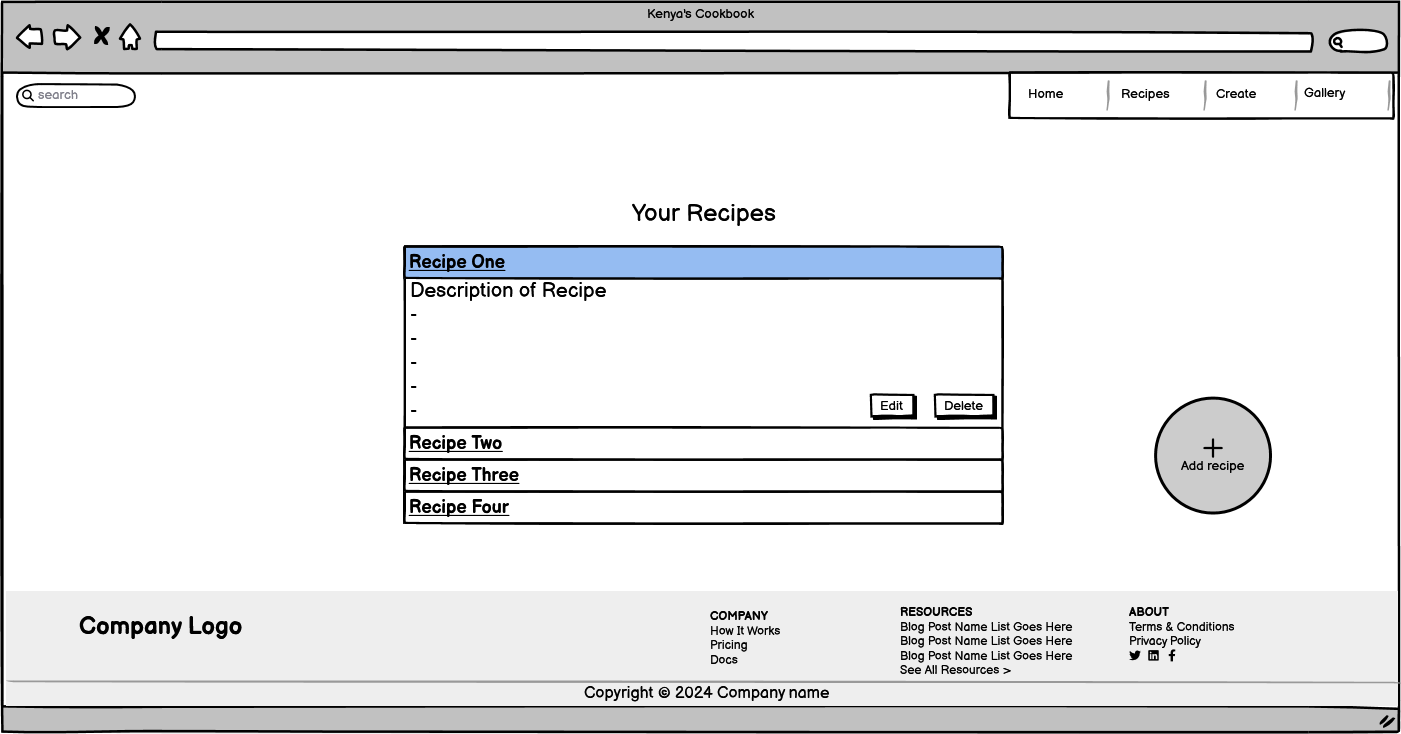 Kenya's Cookbook
search
Home
Recipes
Create
Gallery
Your Recipes
Recipe One
Description of Recipe
-
-
-
-
-
Edit
Delete
Recipe Two
Recipe Three
Recipe Four
+
Add recipe
Company Logo
COMPANY
How It Works
Pricing
Docs
RESOURCES
Blog Post Name List Goes Here
Blog Post Name List Goes Here
Blog Post Name List Goes Here
See All Resources >
ABOUT
Terms & Conditions
Privacy Policy
Copyright © 2024 Company name